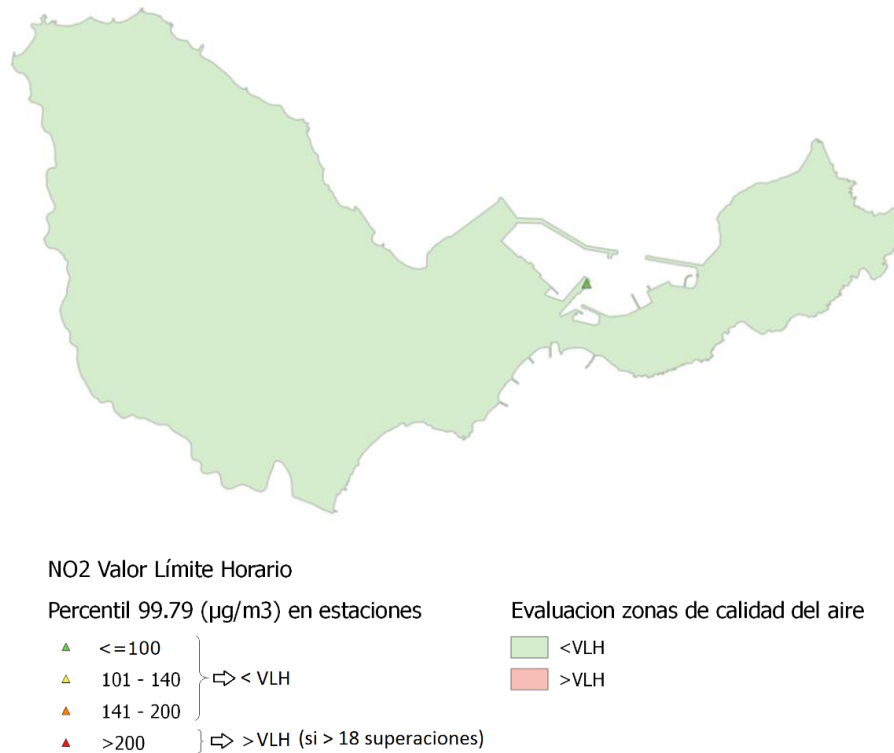 NO2 Valor Límite Horario
Percentil 99.79 (µg/m3) en estaciones
<=100
101 - 140
141 - 200
< VLH
>200
>VLH (si > 18 superaciones)
Evaluacion zonas de calidad del aire
<VLH
>VLH